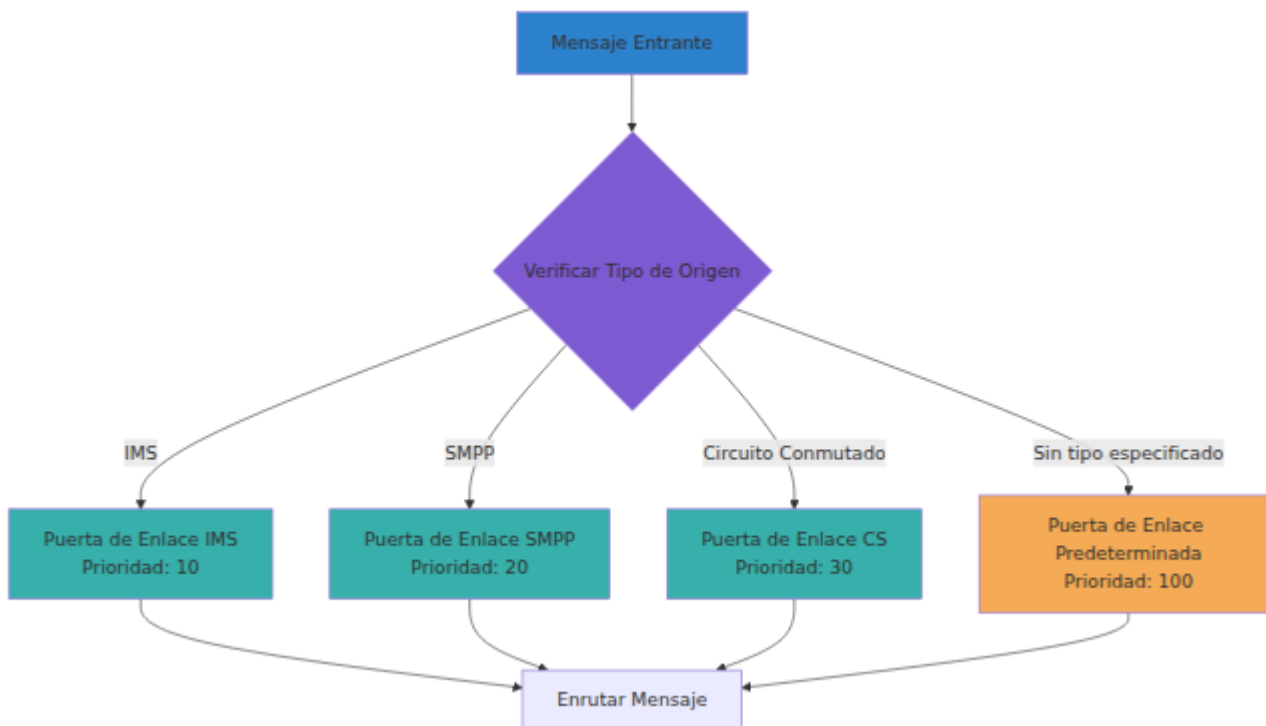 Mensaje Entrante
Verificar Tipo de Origen
IMS
SMPP
Circuito Conmutado
Sin tipo especificado
Puerta de Enlace IMS
Prioridad: 10
Puerta de Enlace SMPP
Prioridad: 20
Puerta de Enlace CS
Prioridad: 30
Puerta de Enlace
Predeterminada
Prioridad: 100
Enrutar Mensaje